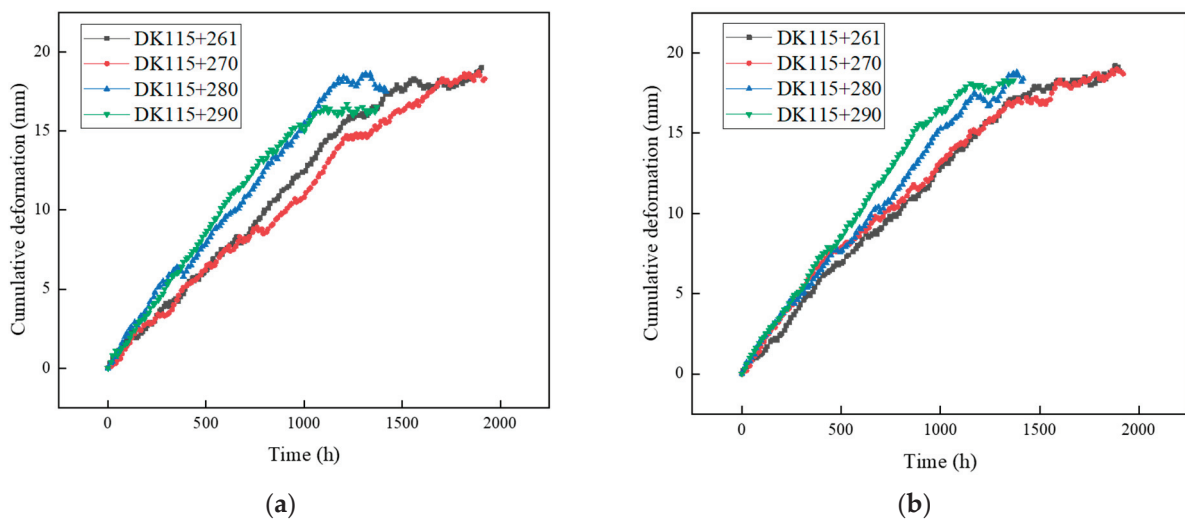 DK115+261
DK115+270
DK115+280
DK115+290
20
15
10
5
0
Cumulative deformation (mm)
0 500 1000 1500 2000
Time (h)
(a)
DK115+261
DK115+270
DK115+280
DK115+290
20
15
10
5
0
Cumulative deformation (mm)
0 500 1000 1500 2000
Time (h)
(b)